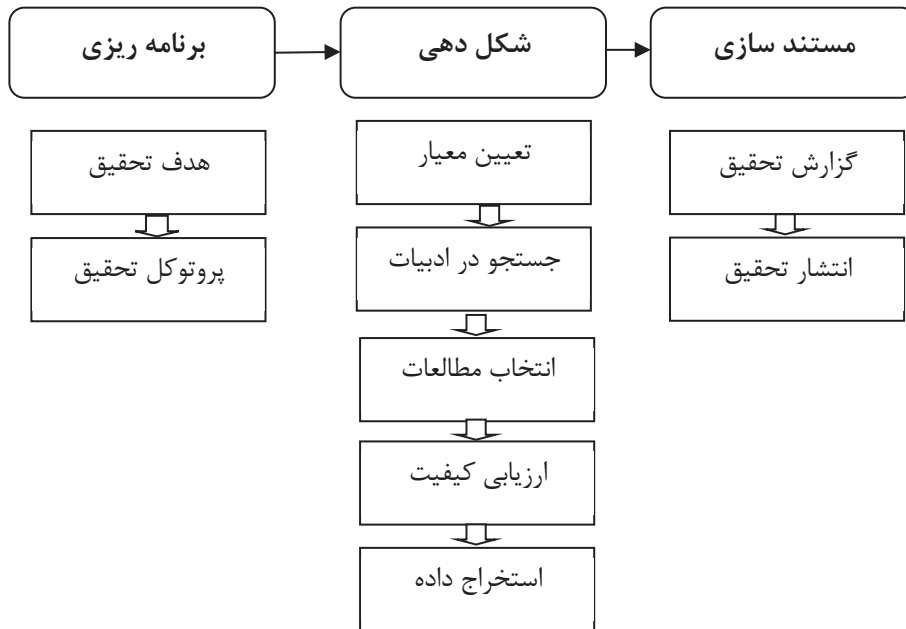 برنامه ریزی
شکل دهی
مستند سازی
هدف تحقیق
پروتوکل تحقیق
تعیین معیار
جستجو در ادبیات
انتخاب مطالعات
ارزیابی کیفیت
استخراج داده
گزارش تحقیق
انتشار تحقیق